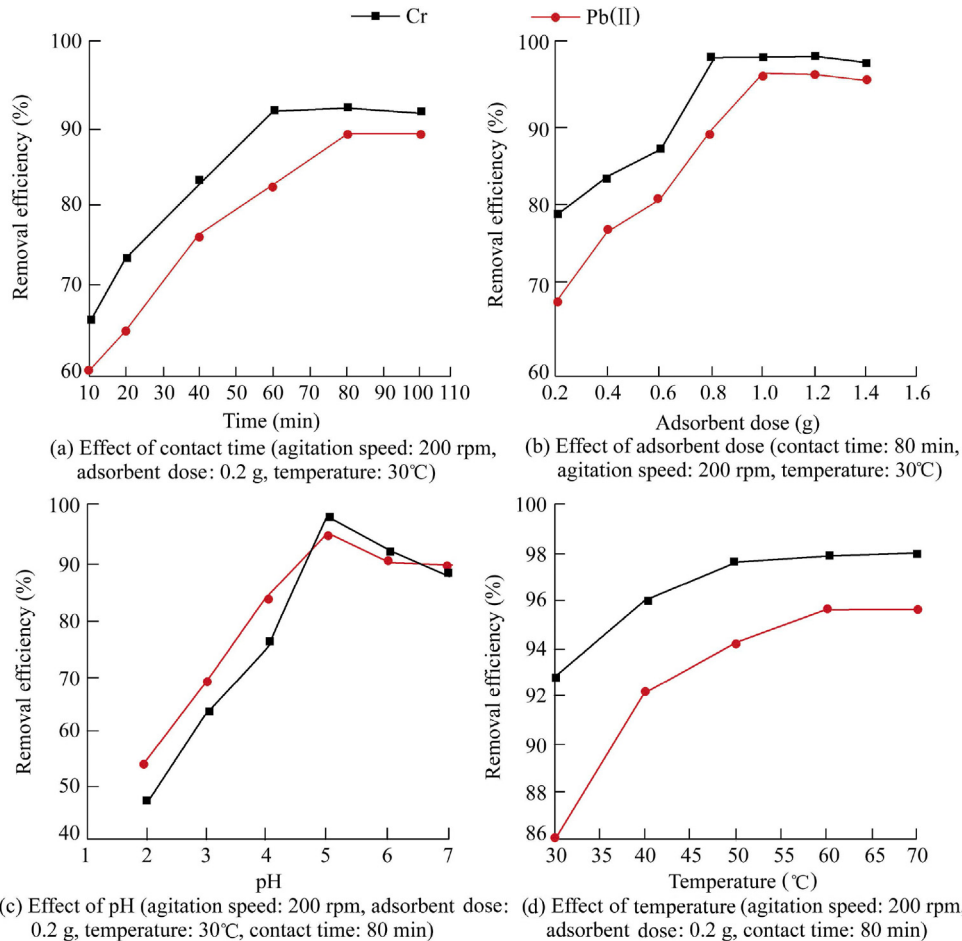 Cr Pb(Ⅱ)
100
90
80
70
60
Removal efficiency (%)
10 20 30 40 50 60 70 80 90 100 110
Time (min)
(a) Effect of contact time (agitation speed: 200 rpm,
adsorbent dose: 0.2 g, temperature: 30℃)
100
90
80
70
60
Removal efficiency (%)
0.2 0.4 0.6 0.8 1.0 1.2 1.4 1.6
Adsorbent dose (g)
(b) Effect of adsorbent dose (contact time: 80 min,
agitation speed: 200 rpm, temperature: 30℃)
100
90
80
70
60
50
40
Removal efficiency (%)
1 2 3 4 5 6 7
pH
(c) Effect of pH (agitation speed: 200 rpm, adsorbent dose:
0.2 g, temperature: 30℃, contact time: 80 min)
100
98
96
94
92
90
88
86
Removal efficiency (%)
30 35 40 45 50 55 60 65 70
Temperature (℃)
(d) Effect of temperature (agitation speed: 200 rpm
adsorbent dose: 0.2 g, contact time: 80 min)